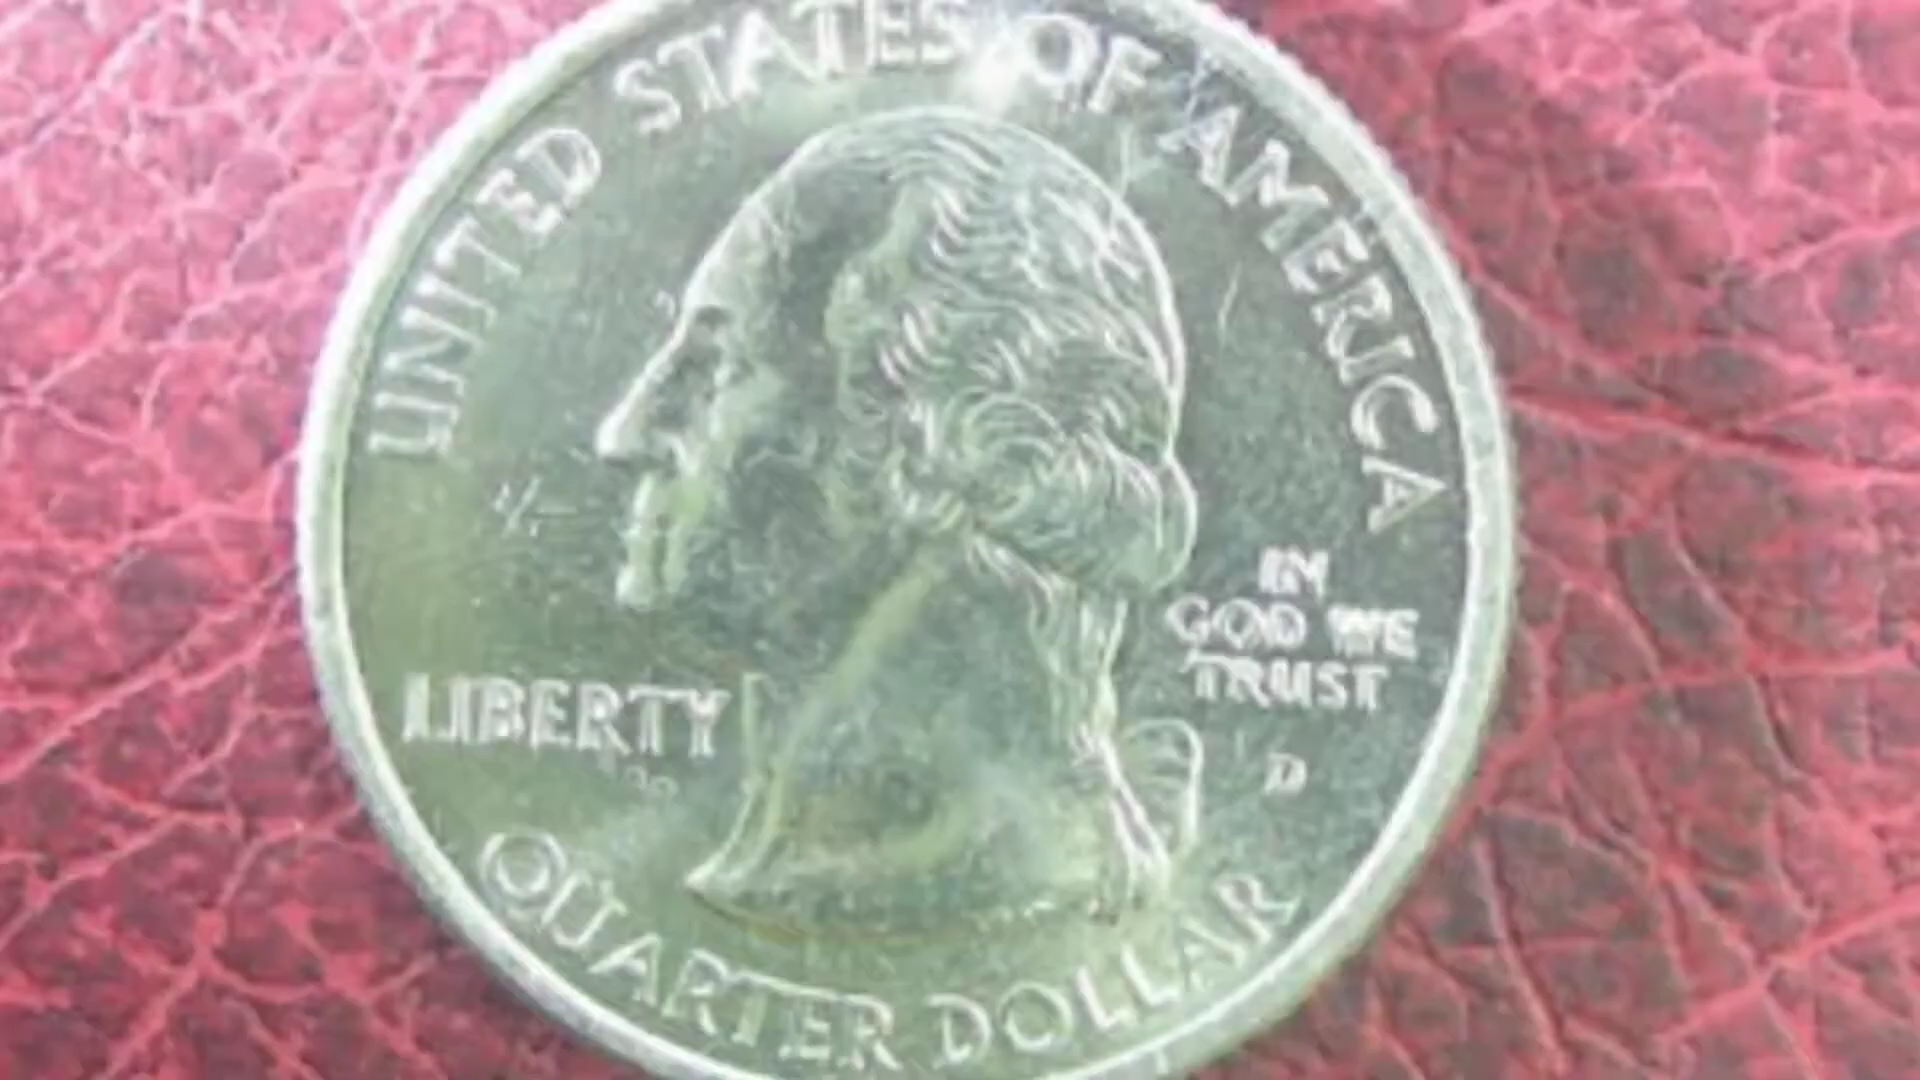 UNITED STATES OF AMERICA
LIBERTY
IN
GOD WE
TRUST
D
QUARTER DOLLAR